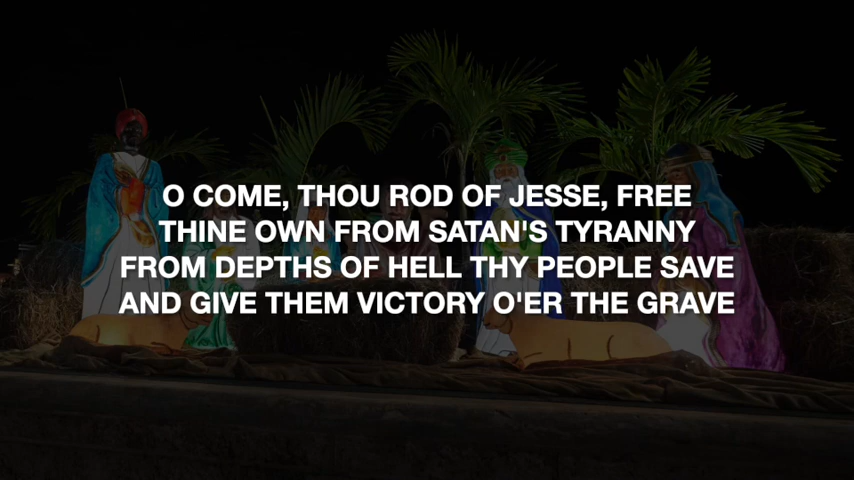 O COME, THOU ROD OF JESSE, FREE
THINE OWN FROM SATAN'S TYRANNY
FROM DEPTHS OF HELL THY PEOPLE SAVE
AND GIVE THEM VICTORY O'ER THE GRAVE